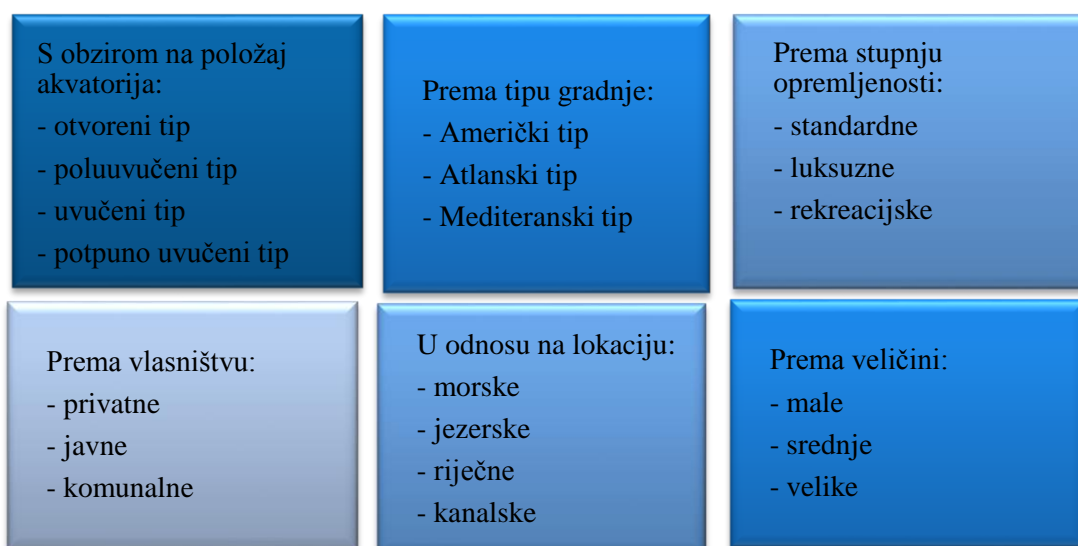 S obzirom na položaj
akvatorija:
- otvoreni tip
- poluuvučeni tip
- uvučeni tip
- potpuno uvučeni tip
Prema tipu gradnje:
- Američki tip
- Atlanski tip
- Mediteranski tip
Prema stupnju
opremljenosti:
- standardne
- luksuzne
- rekreacijske
Prema vlasništvu:
- privatne
- javne
- komunalne
U odnosu na lokaciju:
- morske
- jezerske
- riječne
- kanalske
Prema veličini:
- male
- srednje
- velike